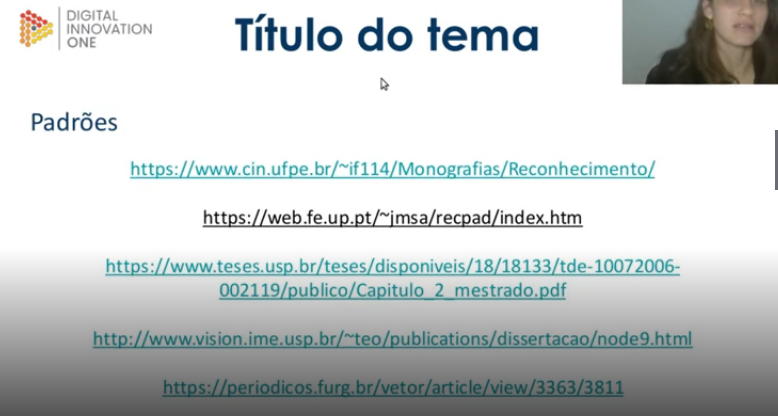 DIGITAL
INNOVATION
ONE
Título do tema
Padrões
https://www.cin.ufpe.br/~if114/Monografias/Reconhecimento/
https://web.fe.up.pt/~jmsa/recpad/index.htm
https://www.teses.usp.br/teses/disponiveis/18/18133/tde-10072006-
002119/publico/Capitulo_2_mestrado.pdf
http://www.vision.ime.usp.br/~teo/publications/dissertacao/node9.html
https://periodicos.furg.br/vetor/article/view/3363/3811